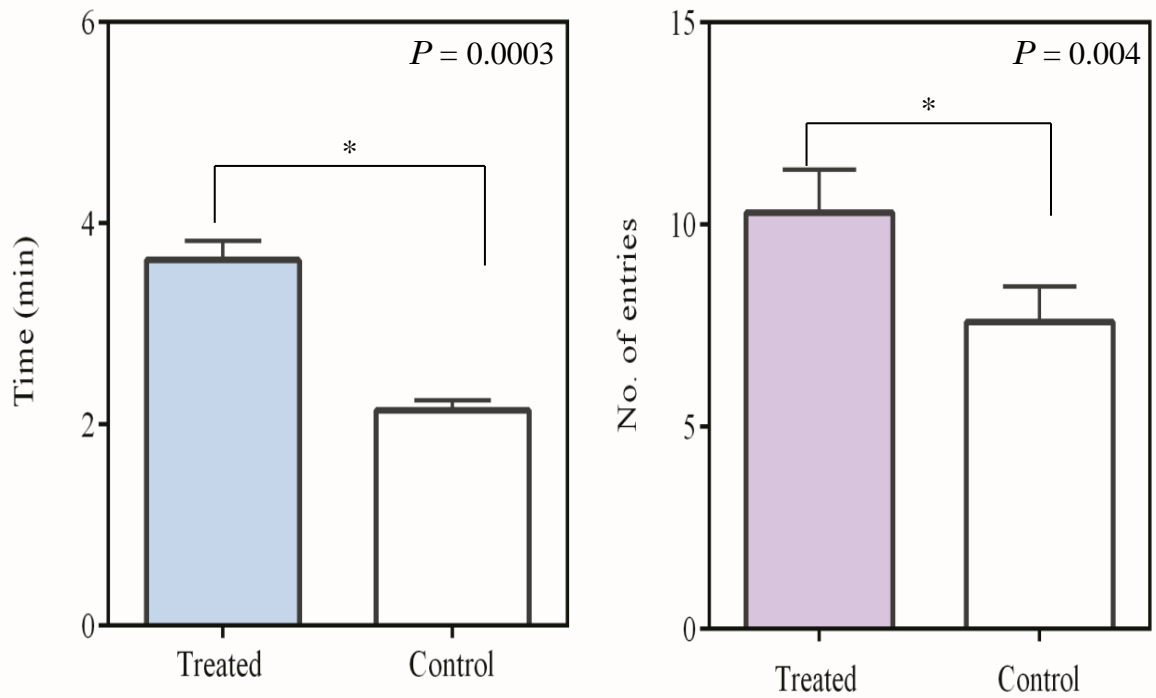 6
P = 0.0003
*
4
Time (min)
2
0
Treated Control
15
P = 0.004
*
10
No. of entries
5
0
Treated Control